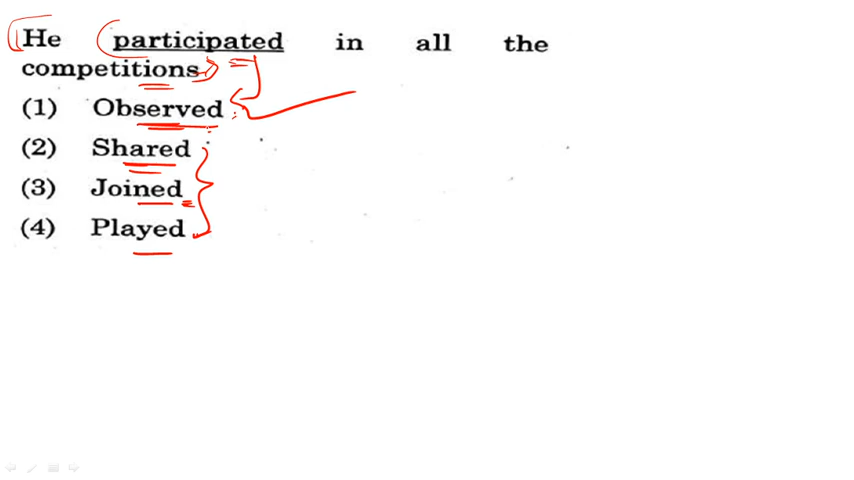 He participated in all the
competitions.
(1) Observed
(2) Shared
(3) Joined
(4) Played